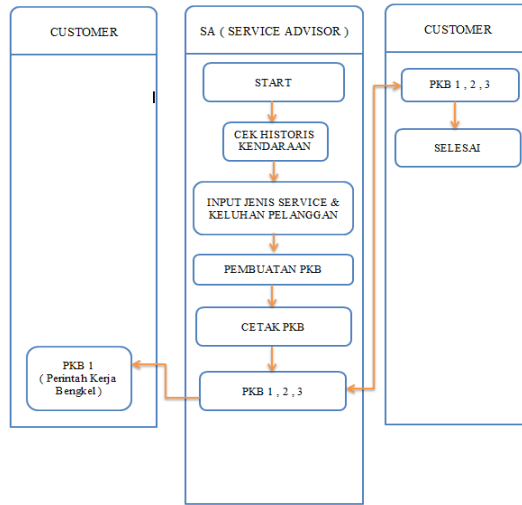 CUSTOMER
PKB 1
( Perintah Kerja
Bengkel )
SA ( SERVICE ADVISOR )
START
CEK HISTORIS
KENDARAAN
INPUT JENIS SERVICE &
KELUHAN PELANGGAN
PEMBUATAN PKB
CETAK PKB
PKB 1 , 2 , 3
CUSTOMER
PKB 1 , 2 , 3
SELESAI